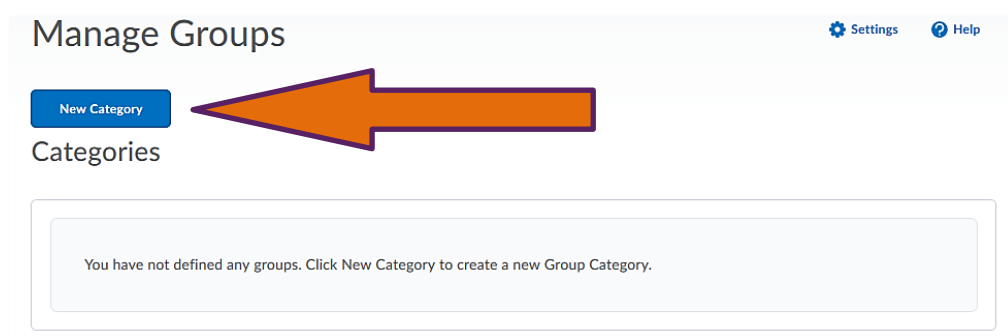 Manage Groups
Settings
Help
New Category
Categories
You have not defined any groups. Click New Category to create a new Group Category.